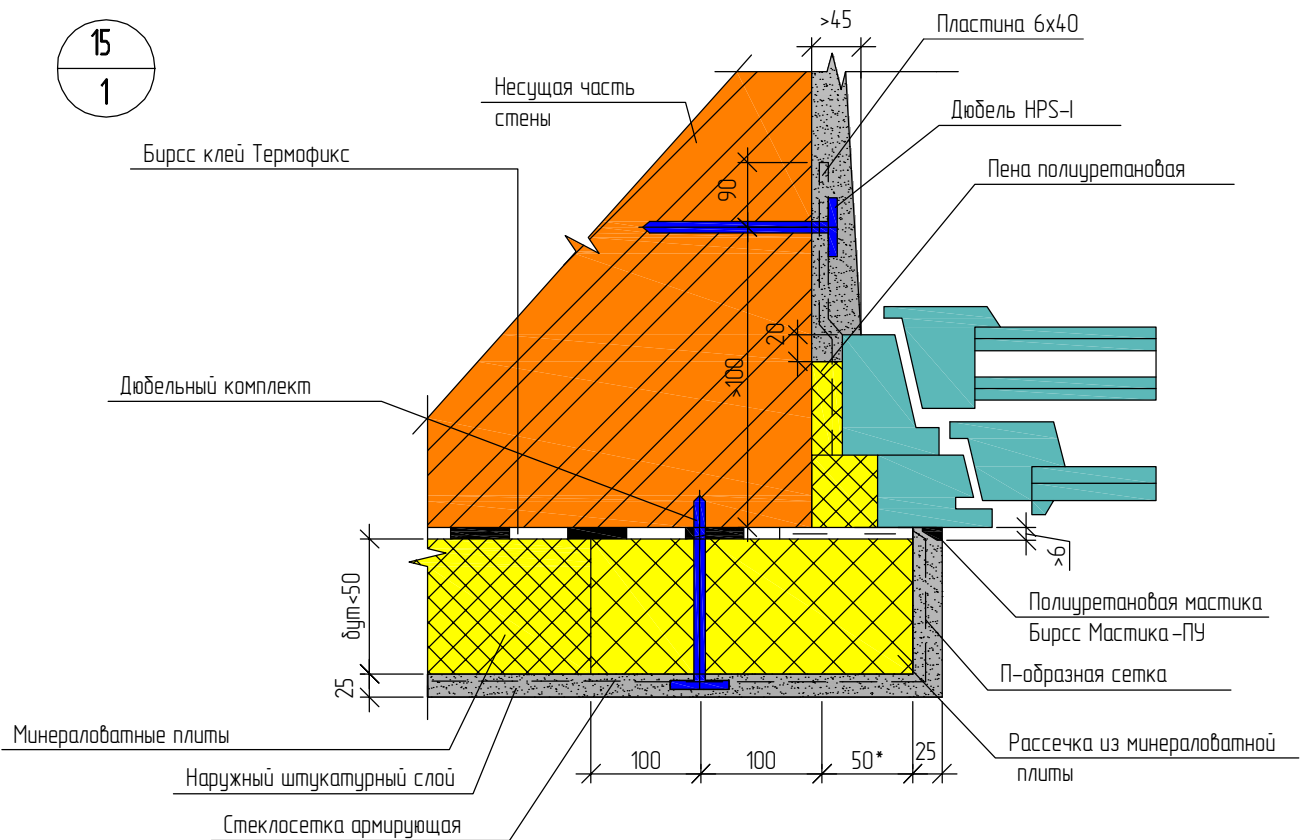 15
1
>45
Пластина 6х40
Несущая часть
стены
Дюбель HPS-I
Бирсс клей Термофикс
Пена полиуретановая
90
20
>100
Дюбельный комплект
>6
δут<50
Полиуретановая мастика
Бирсс Мастика-ПУ
П-образная сетка
25
Минераловатные плиты
100
100
50*
25
Рассечка из минераловатной
плиты
Наружный штукатурный слой
Стеклосетка армирующая